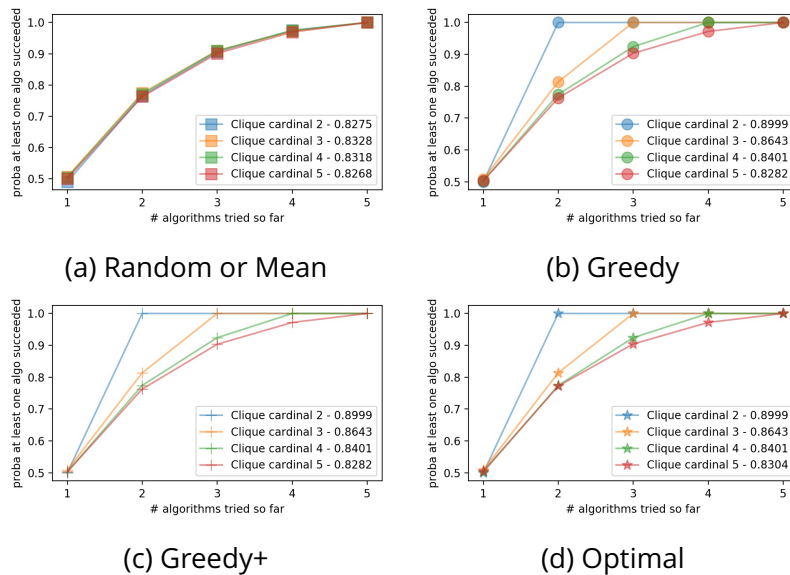 proba at least one algo succeeded
1.0
0.9
0.8
0.7
0.6
0.5
Clique cardinal 2 - 0.8275
Clique cardinal 3 - 0.8328
Clique cardinal 4 - 0.8318
Clique cardinal 5 - 0.8268
1 2 3 4 5
# algorithms tried so far
(a) Random or Mean
proba at least one algo succeeded
1.0
0.9
0.8
0.7
0.6
0.5
Clique cardinal 2 - 0.8999
Clique cardinal 3 - 0.8643
Clique cardinal 4 - 0.8401
Clique cardinal 5 - 0.8282
1 2 3 4 5
# algorithms tried so far
(b) Greedy
proba at least one algo succeeded
1.0
0.9
0.8
0.7
0.6
0.5
Clique cardinal 2 - 0.8999
Clique cardinal 3 - 0.8643
Clique cardinal 4 - 0.8401
Clique cardinal 5 - 0.8282
1 2 3 4 5
# algorithms tried so far
(c) Greedy+
proba at least one algo succeeded
1.0
0.9
0.8
0.7
0.6
0.5
Clique cardinal 2 - 0.8999
Clique cardinal 3 - 0.8643
Clique cardinal 4 - 0.8401
Clique cardinal 5 - 0.8304
1 2 3 4 5
# algorithms tried so far
(d) Optimal